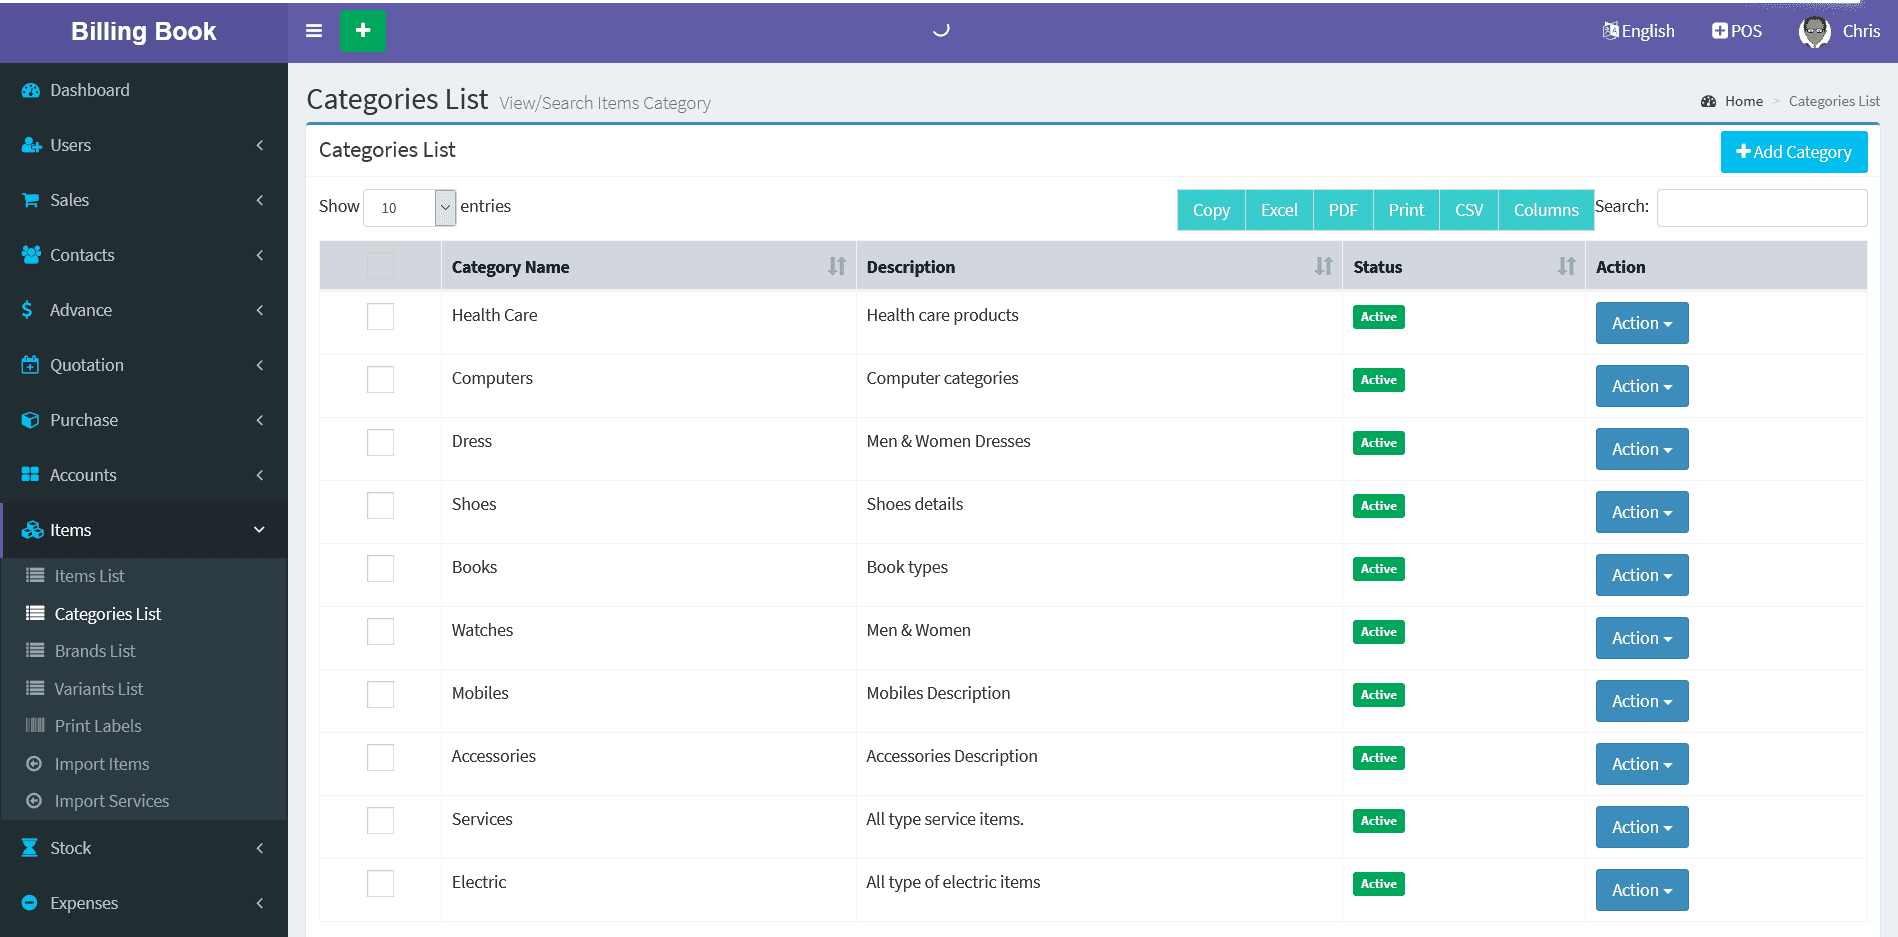 Billing Book
English
POS
Chris
Dashboard
Users
Sales
Contacts
Advance
Quotation
Purchase
Accounts
Items
Items List
Categories List
Brands List
Variants List
Print Labels
Import Items
Import Services
Stock
Expenses
Categories List View/Search Items Category
Home > Categories List
Categories List
Add Category
Show 10 entries
Copy Excel PDF Print CSV Columns Search:
Category Name Description Status Action
Health Care Health care products Active Action
Computers Computer categories Active Action
Dress Men & Women Dresses Active Action
Shoes Shoes details Active Action
Books Book types Active Action
Watches Men & Women Active Action
Mobiles Mobiles Description Active Action
Accessories Accessories Description Active Action
Services All type service items. Active Action
Electric All type of electric items Active Action